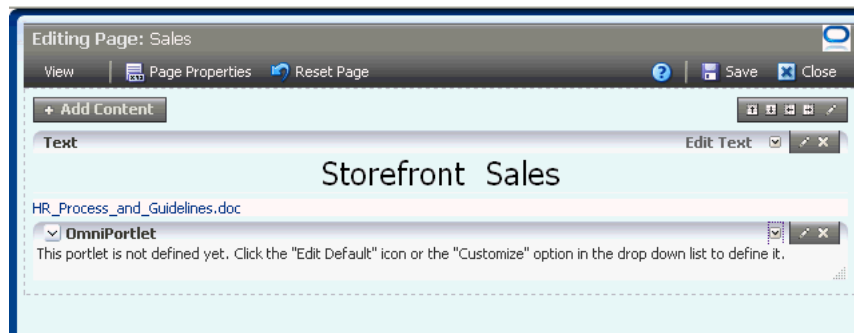 Editing Page: Sales
View Page Properties Reset Page ? Save Close
+ Add Content
Text Edit Text
Storefront Sales
HR_Process_and_Guidelines.doc
OmniPortlet
This portlet is not defined yet. Click the "Edit Default" icon or the "Customize" option in the drop down list to define it.